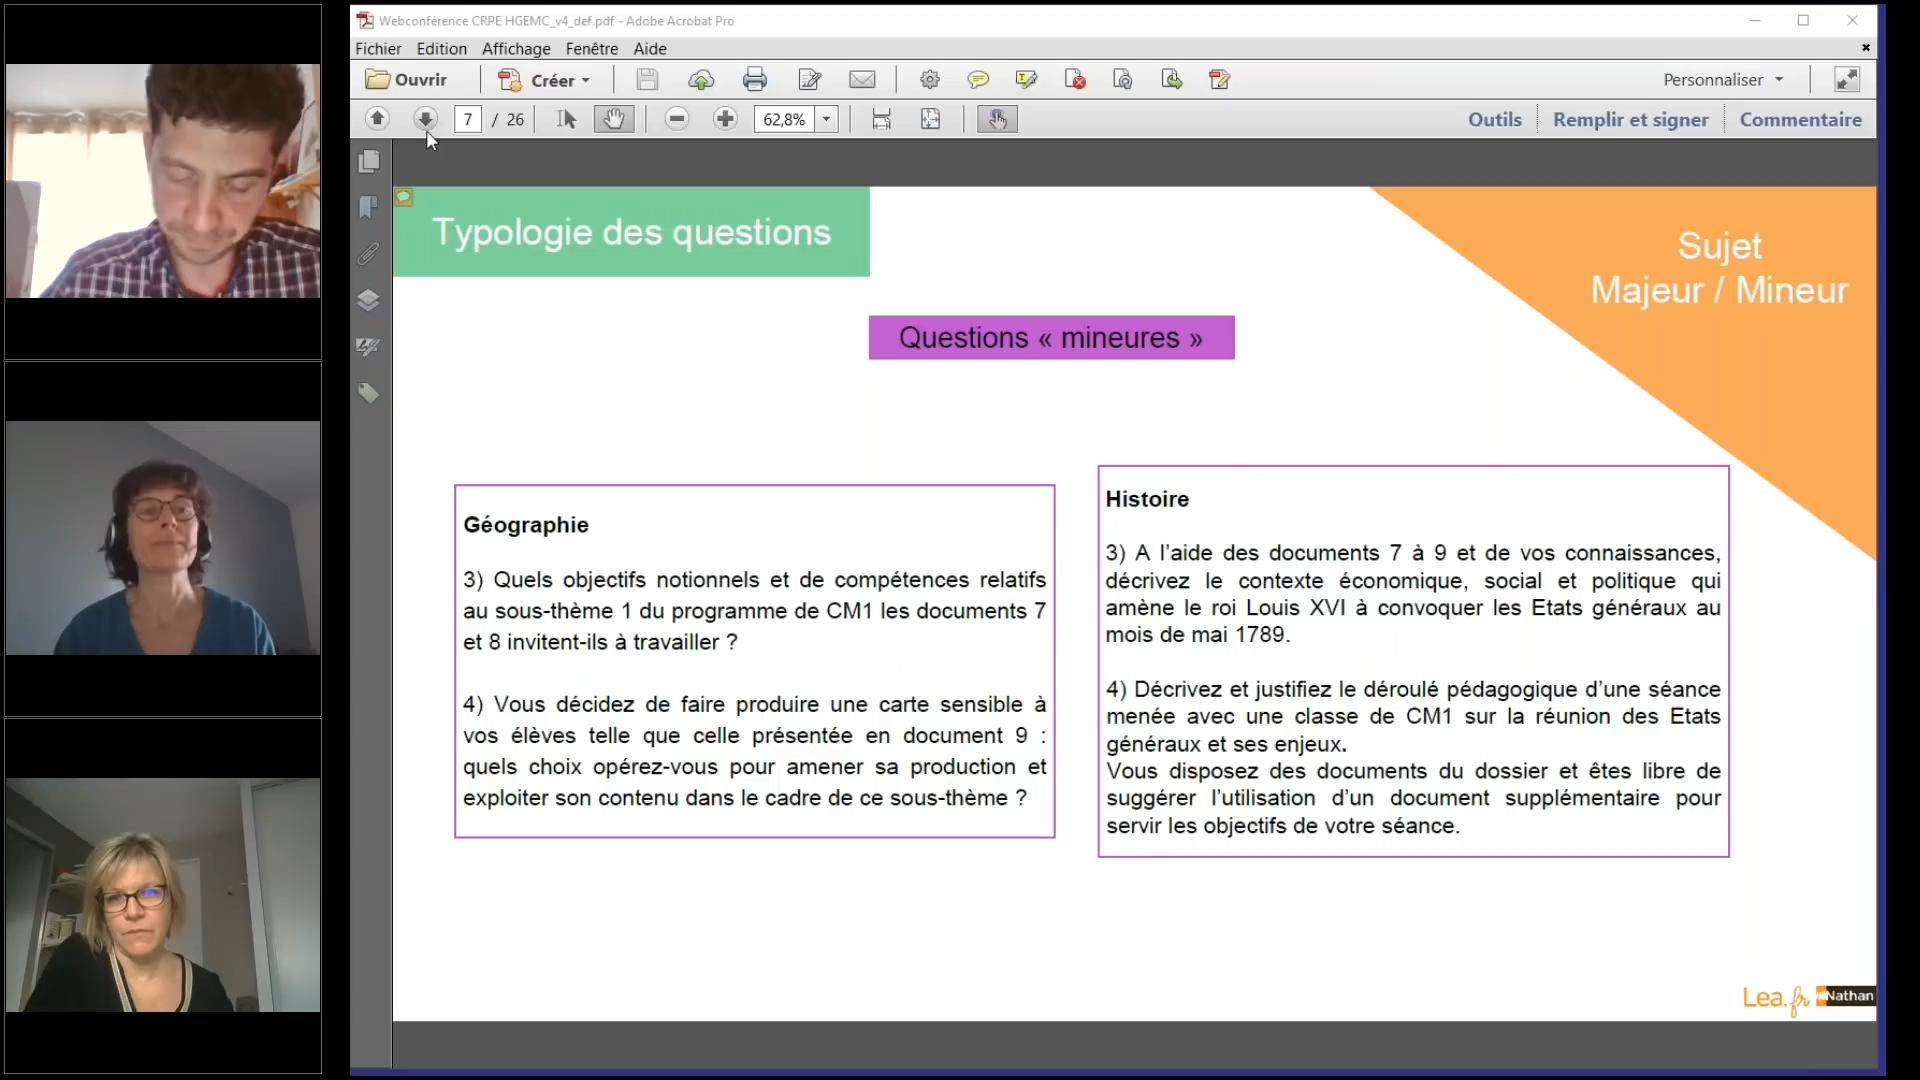 Webconférence CRPE HGEMC_v4_def.pdf - Adobe Acrobat Pro
Fichier Edition Affichage Fenêtre Aide
Ouvrir Créer Personnaliser
7 / 26 62,8% Outils Remplir et signer Commentaire
Typologie des questions
Sujet
Majeur / Mineur
Questions « mineures »
Géographie
3) Quels objectifs notionnels et de compétences relatifs
au sous-thème 1 du programme de CM1 les documents 7
et 8 invitent-ils à travailler ?
4) Vous décidez de faire produire une carte sensible à
vos élèves telle que celle présentée en document 9 :
quels choix opérez-vous pour amener sa production et
exploiter son contenu dans le cadre de ce sous-thème ?
Histoire
3) A l'aide des documents 7 à 9 et de vos connaissances,
décrivez le contexte économique, social et politique qui
amène le roi Louis XVI à convoquer les Etats généraux au
mois de mai 1789.
4) Décrivez et justifiez le déroulé pédagogique d'une séance
menée avec une classe de CM1 sur la réunion des Etats
généraux et ses enjeux.
Vous disposez des documents du dossier et êtes libre de
suggérer l'utilisation d'un document supplémentaire pour
servir les objectifs de votre séance.
Lea.fr Nathan